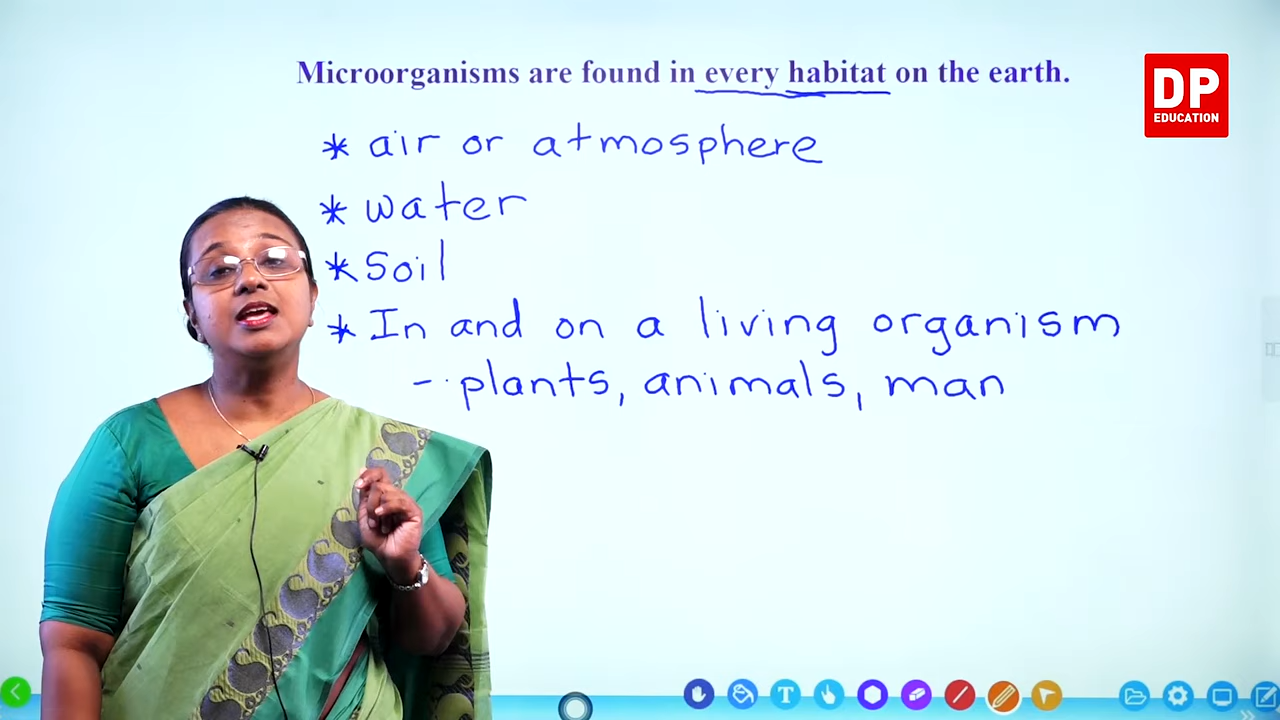 Microorganisms are found in every habitat on the earth.
DP
EDUCATION
* air or atmosphere
* water
* Soil
* In and on a living organism
- plants, animals, man